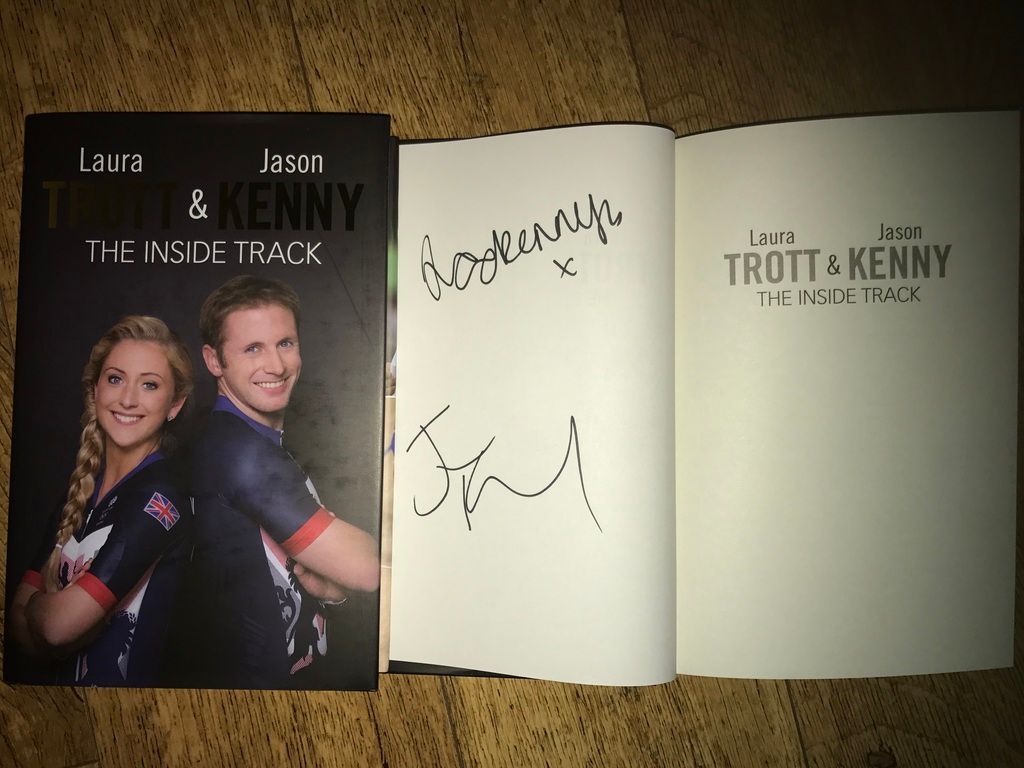 Laura Jason
TROTT & KENNY
THE INSIDE TRACK
x
Laura Jason
TROTT & KENNY
THE INSIDE TRACK